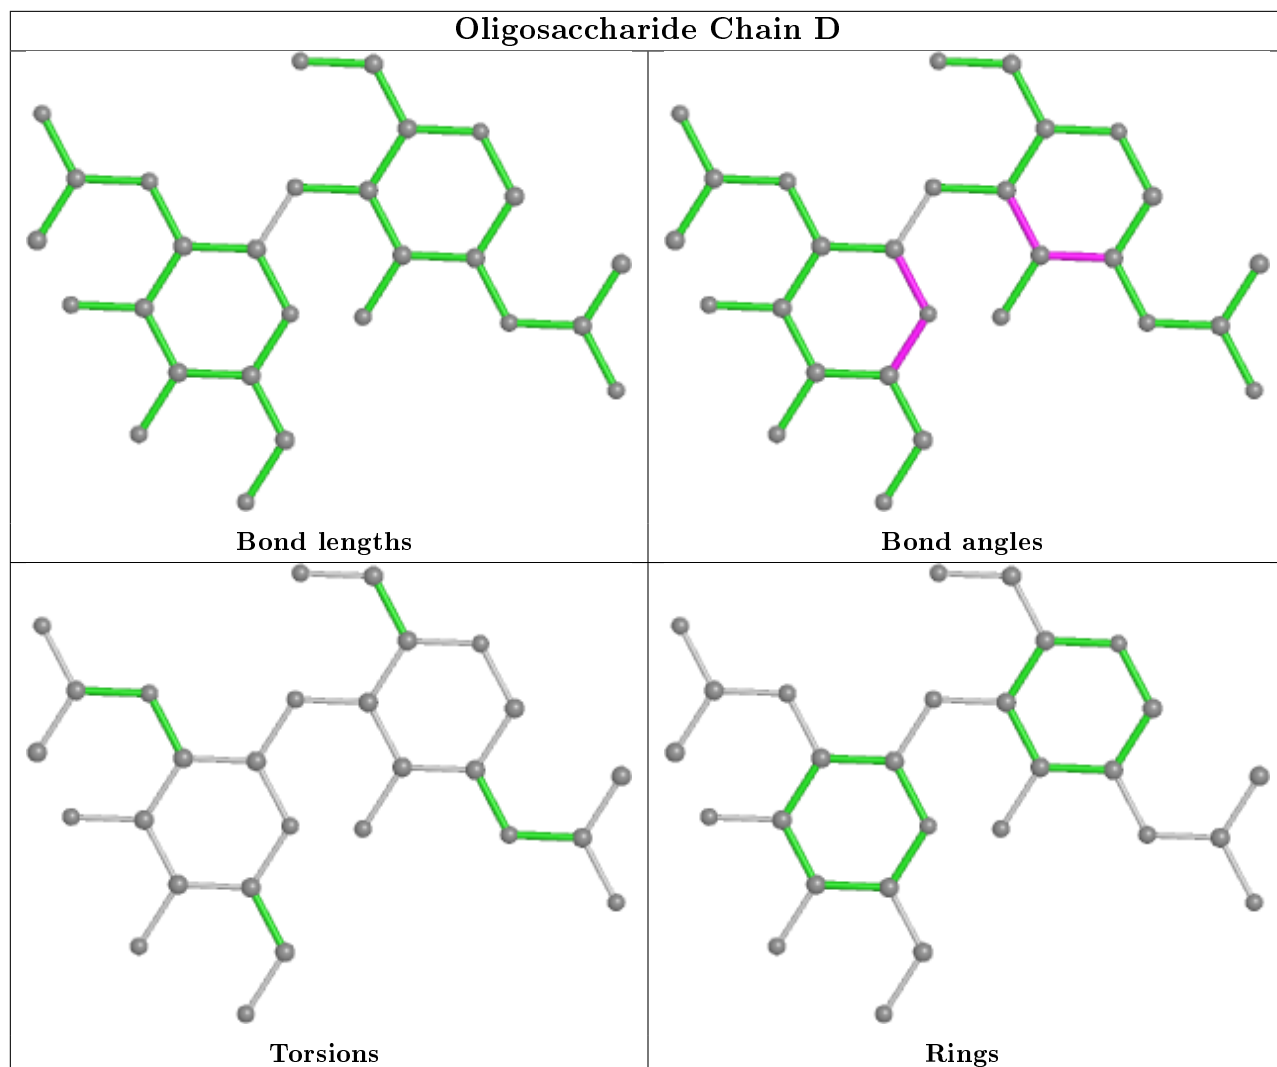 Oligosaccharide Chain D
Bond lengths
Bond angles
Torsions
Rings